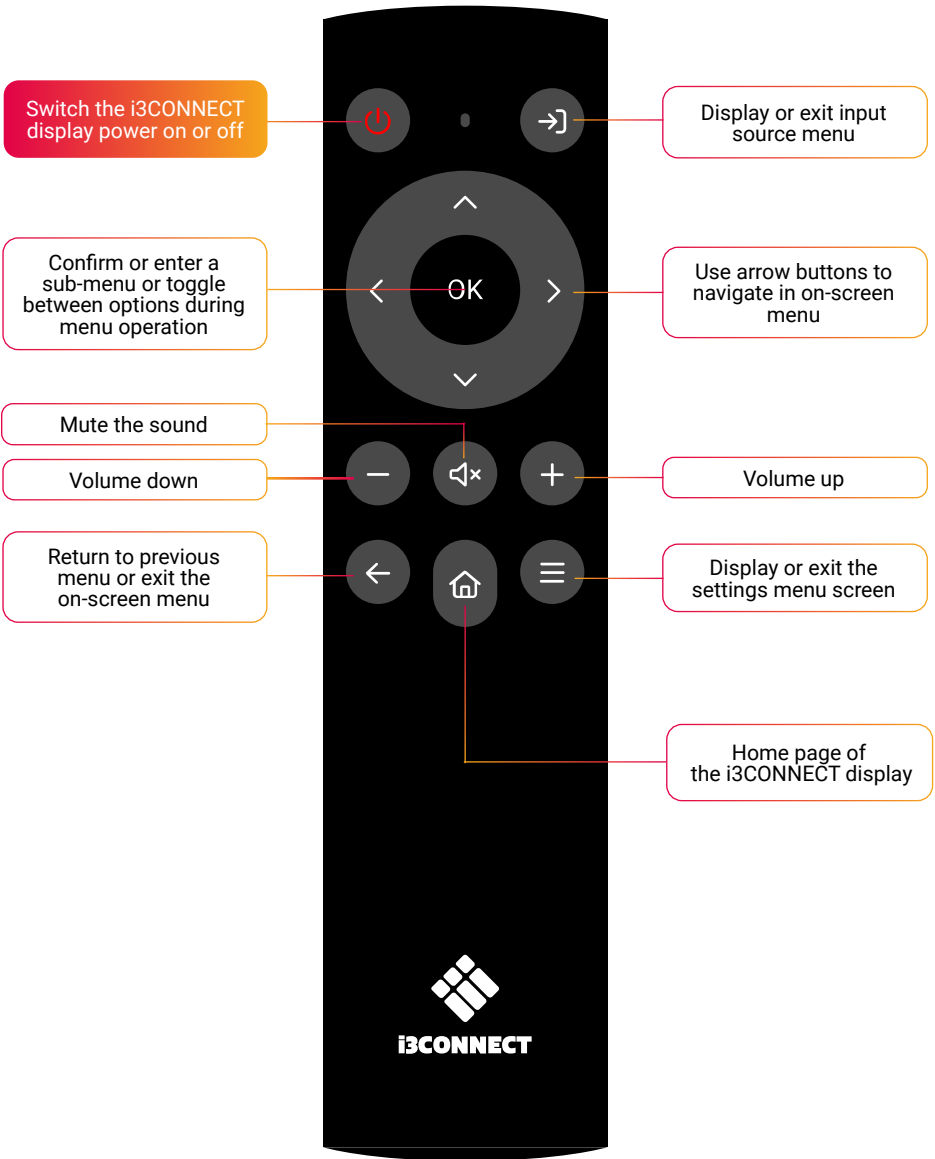 Switch the i3CONNECT
display power on or off
Display or exit input
source menu
Confirm or enter a
sub-menu or toggle
between options during
menu operation
OK
Use arrow buttons to
navigate in on-screen
menu
Mute the sound
Volume down
Volume up
Return to previous
menu or exit the
on-screen menu
Display or exit the
settings menu screen
Home page of
the i3CONNECT display
i3CONNECT